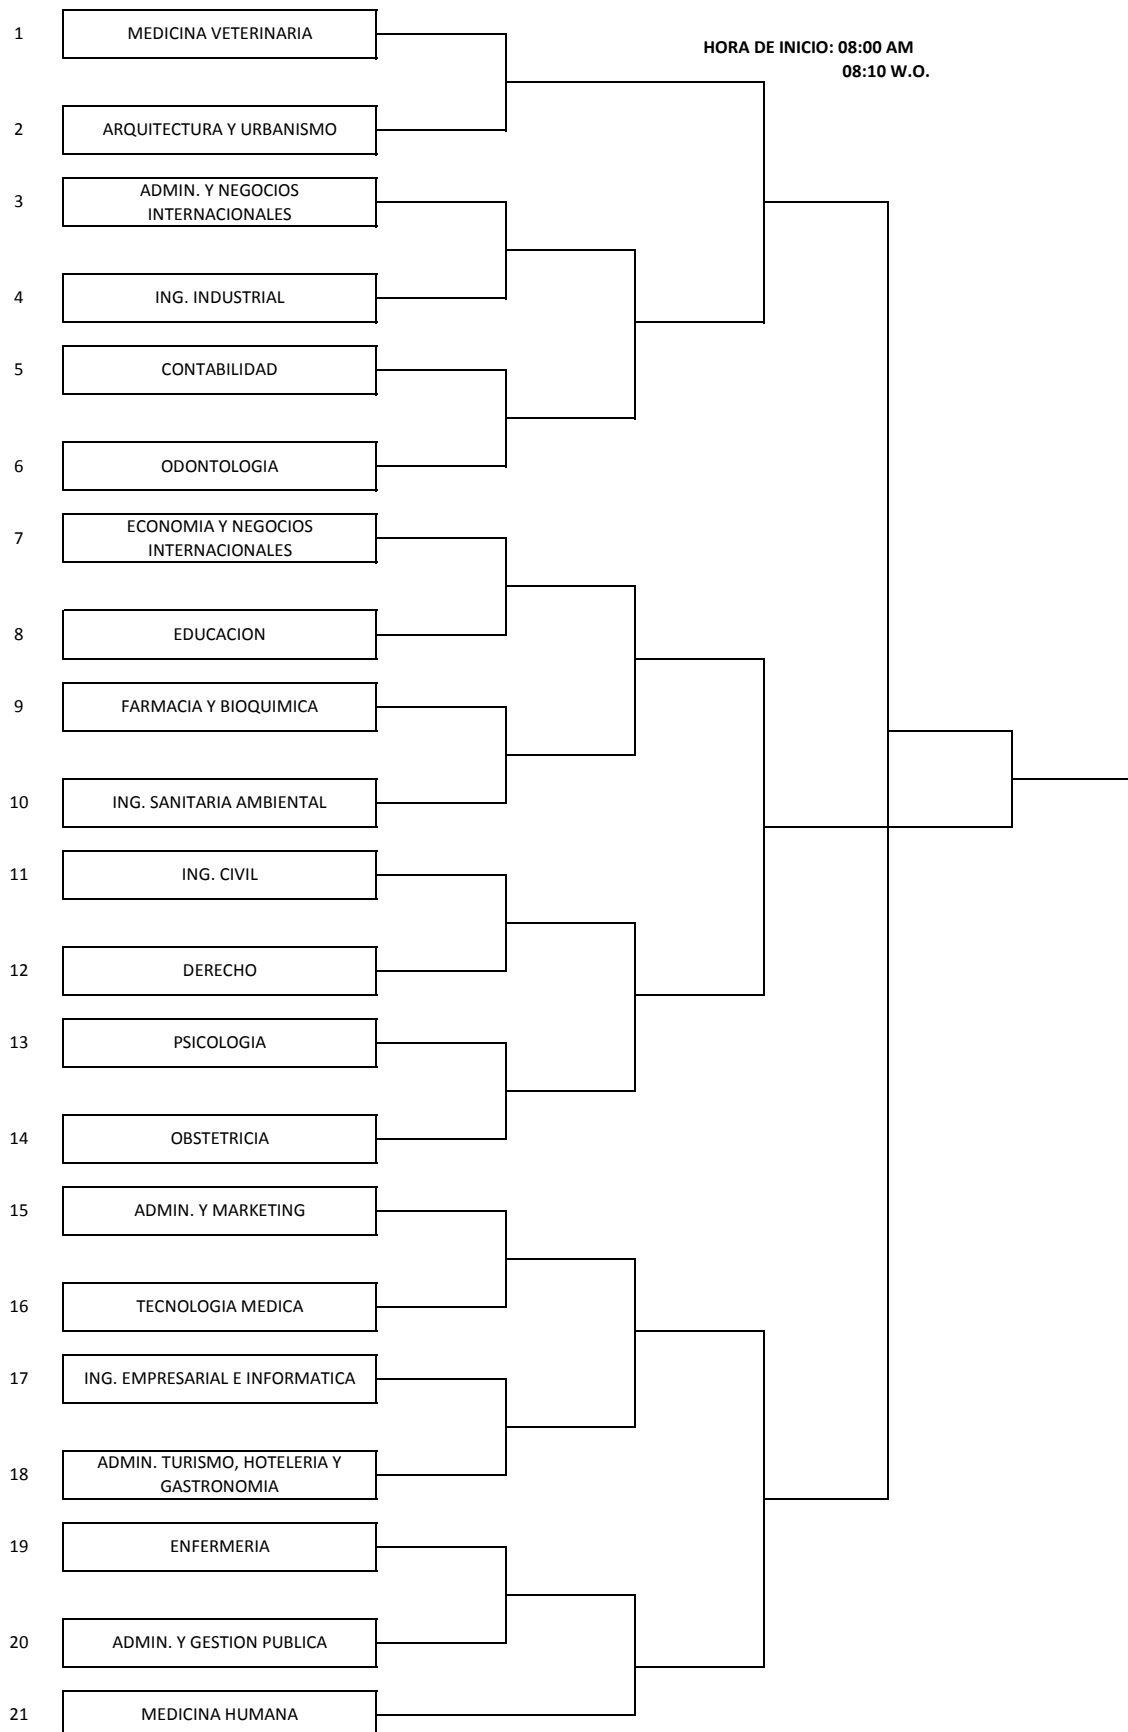 1 MEDICINA VETERINARIA
HORA DE INICIO: 08:00 AM
08:10 W.O.
2 ARQUITECTURA Y URBANISMO
3 ADMIN. Y NEGOCIOS
INTERNACIONALES
4 ING. INDUSTRIAL
5 CONTABILIDAD
6 ODONTOLOGIA
7 ECONOMIA Y NEGOCIOS
INTERNACIONALES
8 EDUCACION
9 FARMACIA Y BIOQUIMICA
10 ING. SANITARIA AMBIENTAL
11 ING. CIVIL
12 DERECHO
13 PSICOLOGIA
14 OBSTETRICIA
15 ADMIN. Y MARKETING
16 TECNOLOGIA MEDICA
17 ING. EMPRESARIAL E INFORMATICA
18 ADMIN. TURISMO, HOTELERIA Y
GASTRONOMIA
19 ENFERMERIA
20 ADMIN. Y GESTION PUBLICA
21 MEDICINA HUMANA